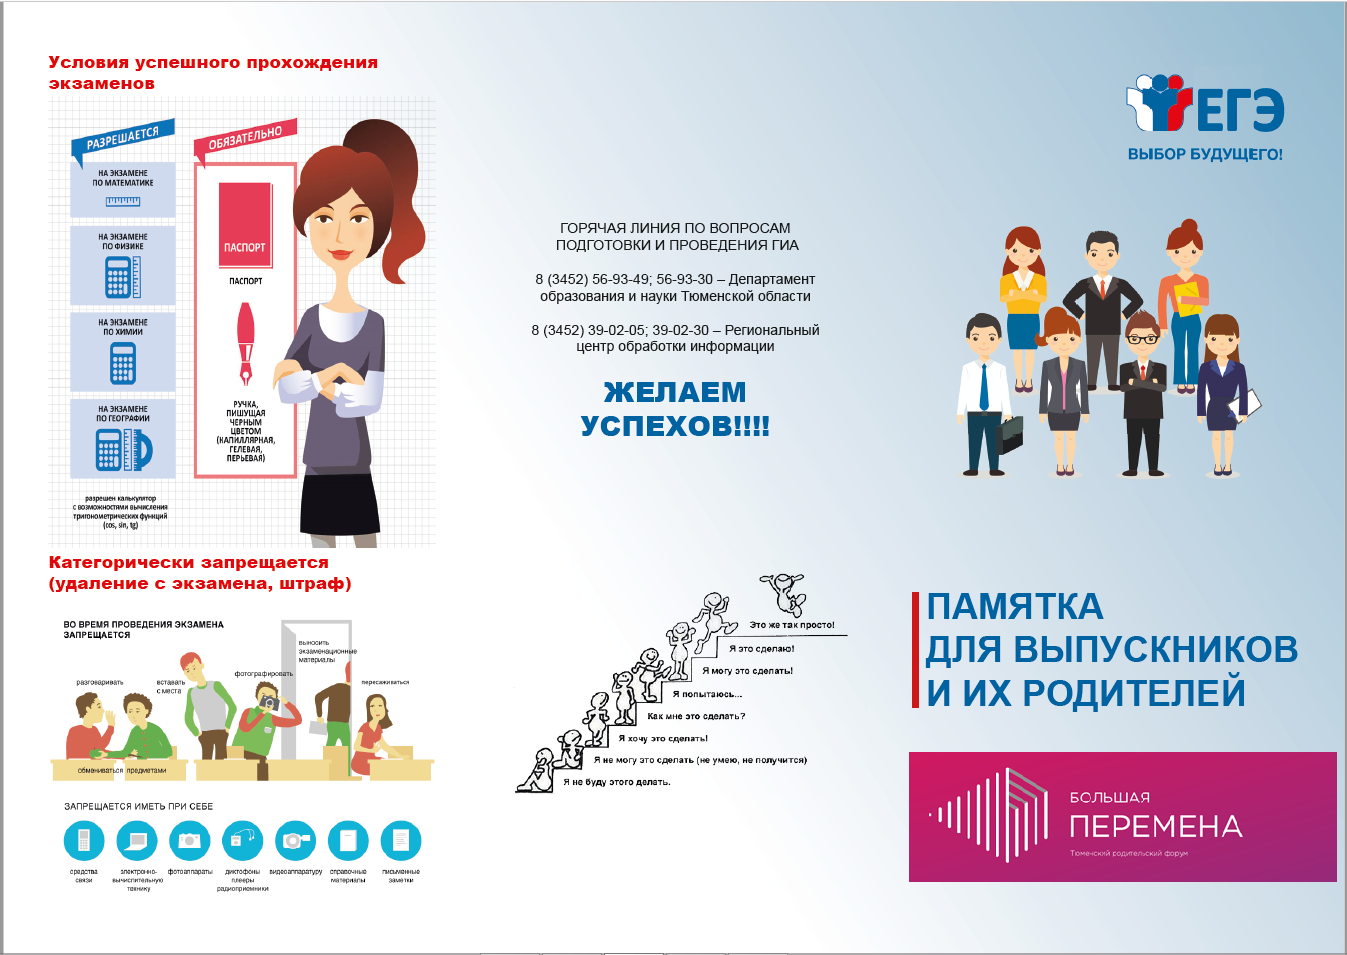 Условия успешного прохождения
экзаменов
РАЗРЕШАЕТСЯ
НА ЭКЗАМЕНЕ
ПО МАТЕМАТИКЕ
НА ЭКЗАМЕНЕ
ПО ФИЗИКЕ
НА ЭКЗАМЕНЕ
ПО ХИМИИ
НА ЭКЗАМЕНЕ
ПО ГЕОГРАФИИ
разрешен калькулятор
с возможностями вычисления
тригонометрических функций
(cos, sin, tg)
ОБЯЗАТЕЛЬНО
ПАСПОРТ
ПАСПОРТ
РУЧКА,
ПИШУЩАЯ
ЧЕРНЫМ
ЦВЕТОМ
(КАПИЛЛЯРНАЯ,
ГЕЛЕВАЯ,
ПЕРЬЕВАЯ)
Категорически запрещается
(удаление с экзамена, штраф)
ВО ВРЕМЯ ПРОВЕДЕНИЯ ЭКЗАМЕНА
ЗАПРЕЩАЕТСЯ
разговаривать
вставать
с места
фотографировать
выносить
экзаменационные
материалы
пересаживаться
обмениваться предметами
ЗАПРЕЩАЕТСЯ ИМЕТЬ ПРИ СЕБЕ
средства
связи
электронно-
вычислительную
технику
фотоаппараты
диктофоны
плееры
радиоприемники
видеоаппаратуру
справочные
материалы
письменные
заметки
ГОРЯЧАЯ ЛИНИЯ ПО ВОПРОСАМ
ПОДГОТОВКИ И ПРОВЕДЕНИЯ ГИА
8 (3452) 56-93-49; 56-93-30 – Департамент
образования и науки Тюменской области
8 (3452) 39-02-05; 39-02-30 – Региональный
центр обработки информации
ЖЕЛАЕМ
УСПЕХОВ!!!!
Это же так просто!
Я это сделаю!
Я могу это сделать!
Я попытаюсь...
Как мне это сделать?
Я хочу это сделать!
Я не могу это сделать (не умею, не получится)
Я не буду этого делать.
ЕГЭ
ВЫБОР БУДУЩЕГО!
ПАМЯТКА
ДЛЯ ВЫПУСКНИКОВ
И ИХ РОДИТЕЛЕЙ
БОЛЬШАЯ
ПЕРЕМЕНА
Тюменский родительский форум